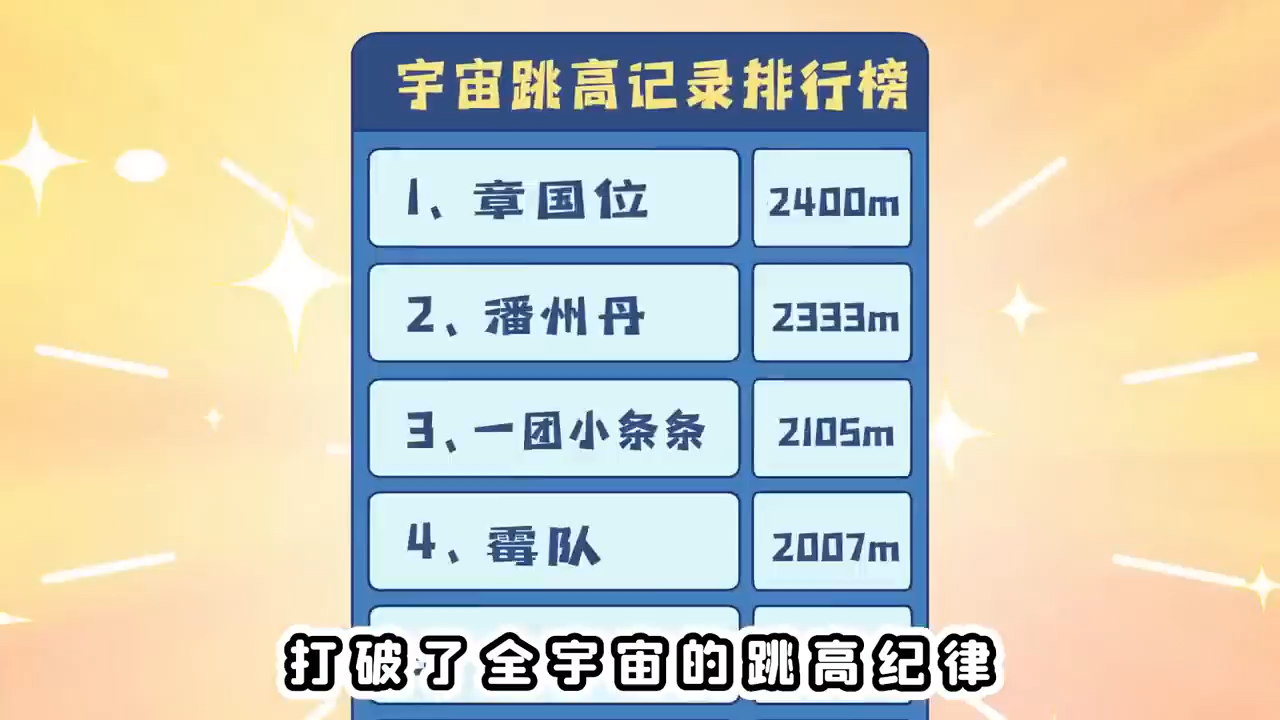 宇宙跳高记录排行榜
1、章国位 2400m
2、潘州丹 2333m
3、一团小条条 2105m
4、霉队 2007m
打破了全宇宙的跳高纪律